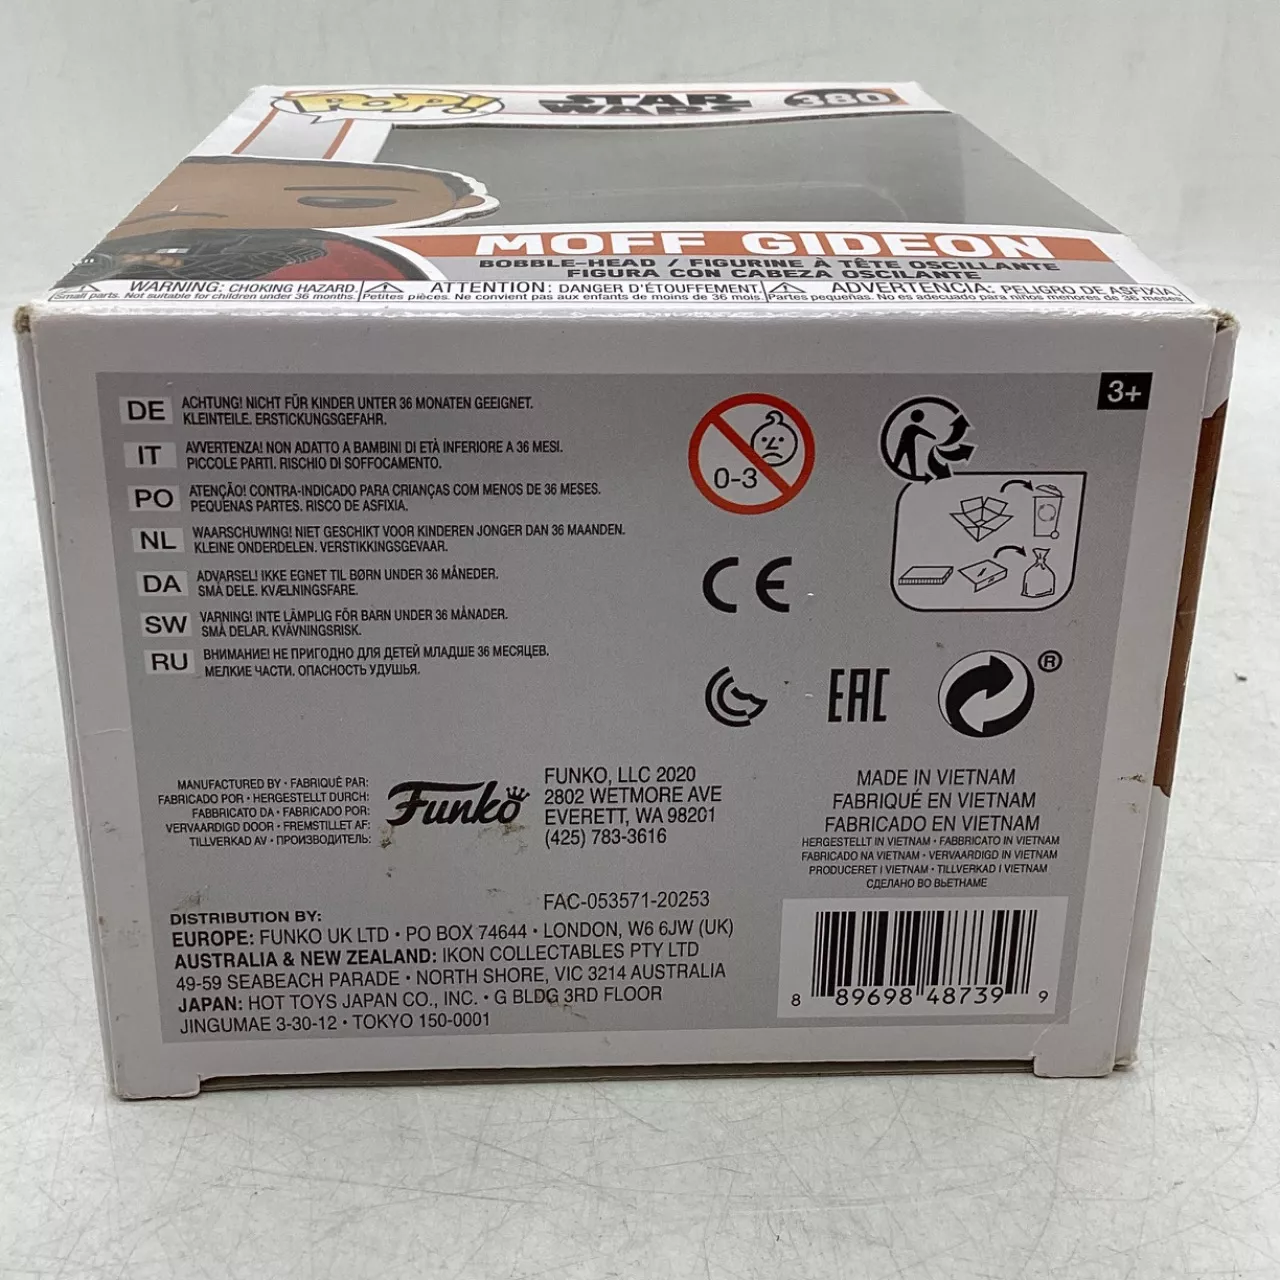 POP!
STAR WARS
380
MOFF GIDEON
BOBBLE-HEAD / FIGURINE À TÊTE OSCILLANTE
FIGURA CON CABEZA OSCILANTE
WARNING: CHOKING HAZARD.
Small parts. Not suitable for children under 36 months.
ATTENTION: DANGER D'ÉTOUFFEMENT.
Petites pièces. Ne convient pas aux enfants de moins de 36 mois.
ADVERTENCIA: PELIGRO DE ASFIXIA.
Partes pequeñas. No es adecuado para niños menores de 36 meses
3+
DE ACHTUNG! NICHT FÜR KINDER UNTER 36 MONATEN GEEIGNET.
KLEINTEILE. ERSTICKUNGSGEFAHR.
IT AVVERTENZA! NON ADATTO A BAMBINI DI ETÀ INFERIORE A 36 MESI.
PICCOLE PARTI. RISCHIO DI SOFFOCAMENTO.
PO ATENÇÃO! CONTRA-INDICADO PARA CRIANÇAS COM MENOS DE 36 MESES.
PEQUENAS PARTES. RISCO DE ASFIXIA.
NL WAARSCHUWING! NIET GESCHIKT VOOR KINDEREN JONGER DAN 36 MAANDEN.
KLEINE ONDERDELEN. VERSTIKKINGSGEVAAR.
DA ADVARSEL! IKKE EGNET TIL BØRN UNDER 36 MÅNEDER.
SMÅ DELE. KVÆLNINGSFARE.
SW VARNING! INTE LÄMPLIG FÖR BARN UNDER 36 MÅNADER.
SMÅ DELAR. KVÄVNINGSRISK.
RU ВНИМАНИЕ! НЕ ПРИГОДНО ДЛЯ ДЕТЕЙ МЛАДШЕ 36 МЕСЯЦЕВ.
МЕЛКИЕ ЧАСТИ. ОПАСНОСТЬ УДУШЬЯ.
0-3
CE
EAC
®
MANUFACTURED BY • FABRIQUÉ PAR:
FABRICADO POR • HERGESTELLT DURCH:
FABBRICATO DA • FABRICADO POR:
VERVAARDIGD DOOR • FREMSTILLET AF:
TILLVERKAD AV • ПРОИЗВОДИТЕЛЬ:
Funko
FUNKO, LLC 2020
2802 WETMORE AVE
EVERETT, WA 98201
(425) 783-3616
MADE IN VIETNAM
FABRIQUÉ EN VIETNAM
FABRICADO EN VIETNAM
HERGESTELLT IN VIETNAM • FABBRICATO IN VIETNAM
FABRICADO NA VIETNAM • VERVAARDIGD IN VIETNAM
PRODUCERET I VIETNAM • TILLVERKAD I VIETNAM
СДЕЛАНО ВО ВЬЕТНАМЕ
FAC-053571-20253
DISTRIBUTION BY:
EUROPE: FUNKO UK LTD • PO BOX 74644 • LONDON, W6 6JW (UK)
AUSTRALIA & NEW ZEALAND: IKON COLLECTABLES PTY LTD
49-59 SEABEACH PARADE • NORTH SHORE, VIC 3214 AUSTRALIA
JAPAN: HOT TOYS JAPAN CO., INC. • G BLDG 3RD FLOOR
JINGUMAE 3-30-12 • TOKYO 150-0001
8 89698 48739 9